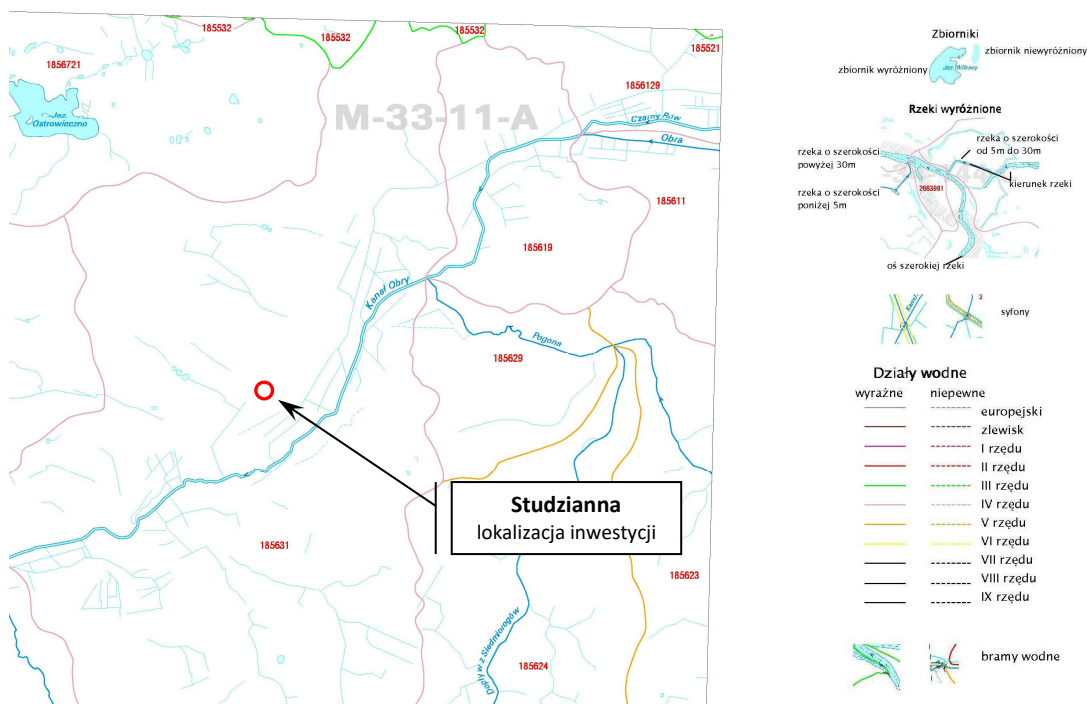 185532
185532
185532
185521
1856721
1856129
M-33-11-A
Jez.
Ostrowieczno
Czarny Rów
Obra
185611
185619
Kanał Obry
Pogona
185629
Studzianna
lokalizacja inwestycji
185631
185623
185624
Dopływ z Siedmiorogów
Zbiorniki
zbiornik niewyróżniony
zbiornik wyróżniony
Jez. Wilkasy
Rzeki wyróżnione
rzeka o szerokości
od 5m do 30m
rzeka o szerokości
powyżej 30m
kierunek rzeki
2663991
rzeka o szerokości
poniżej 5m
oś szerokiej rzeki
syfony
Działy wodne
wyraźne niepewne
europejski
zlewisk
I rzędu
II rzędu
III rzędu
IV rzędu
V rzędu
VI rzędu
VII rzędu
VIII rzędu
IX rzędu
bramy wodne